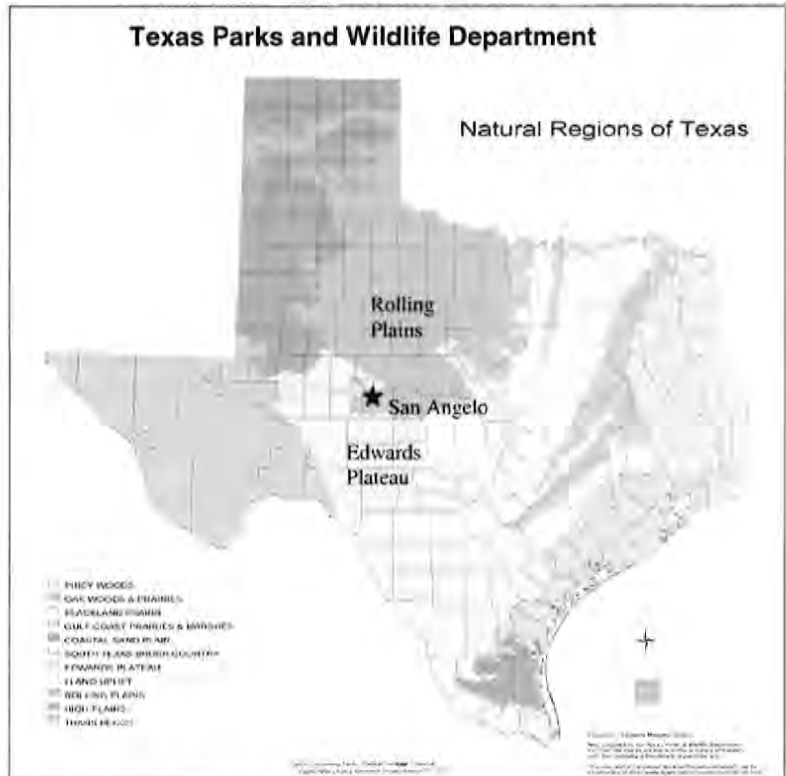 Texas Parks and Wildlife Department
Natural Regions of Texas
Rolling
Plains
San Angelo
Edwards
Plateau
PINEY WOODS
OAK WOODS & PRAIRIES
BLACKLAND PRAIRIE
GULF COAST PRAIRIES & MARSHES
COASTAL SAND PLAIN
SOUTH TEXAS BRUSH COUNTRY
EDWARDS PLATEAU
LLANO UPLIFT
ROLLING PLAINS
HIGH PLAINS
TRANS PECOS